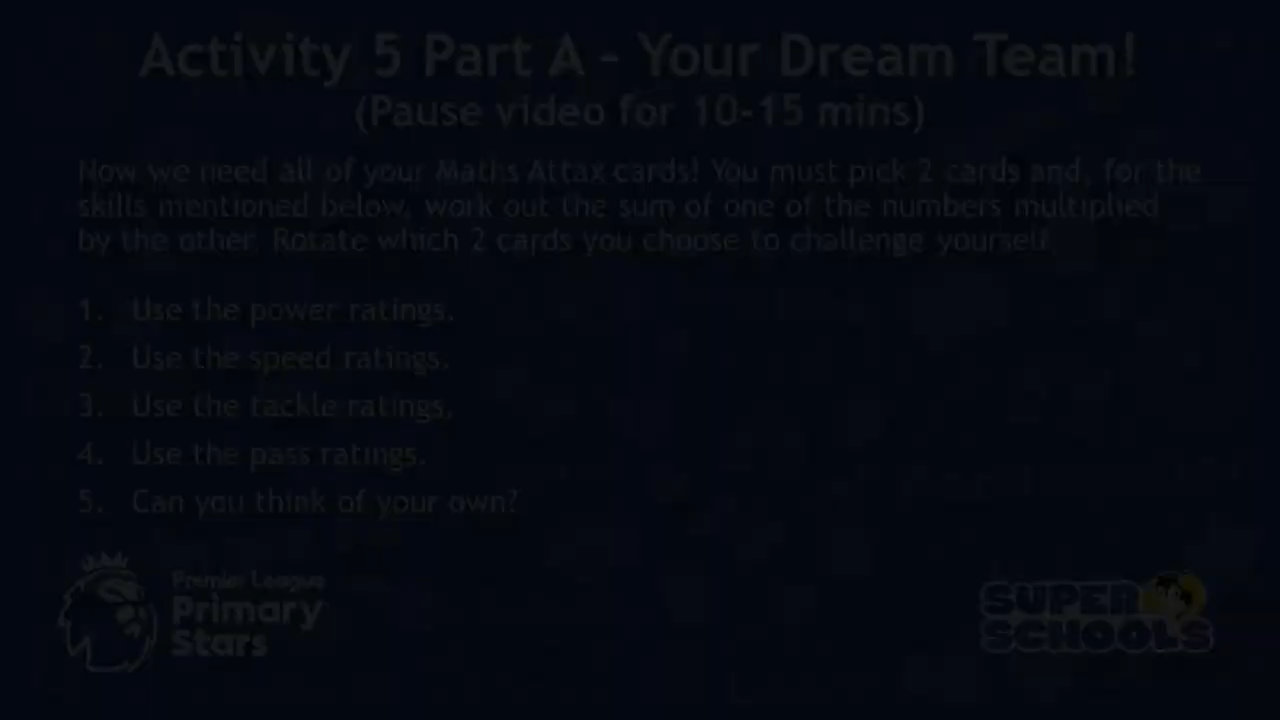 Activity 5 Part A - Your Dream Team!
(Pause video for 10-15 mins)
Now we need all of your Maths Attax cards! You must pick 2 cards and, for the
skills mentioned below, work out the sum of one of the numbers multiplied
by the other. Rotate which 2 cards you choose to challenge yourself.
1. Use the power ratings.
2. Use the speed ratings.
3. Use the tackle ratings.
4. Use the pass ratings.
5. Can you think of your own?
Premier League
Primary
Stars
SUPER
SCHOOLS